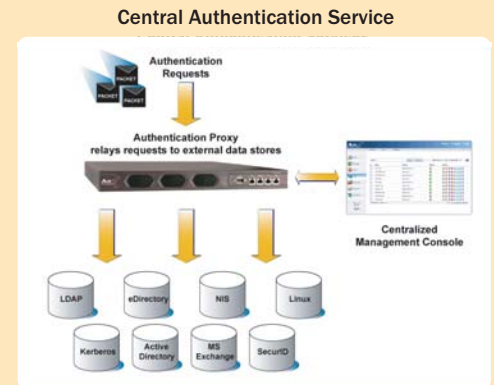 Central Authentication Service
Authentication
Requests
PACKET
PACKET
PACKET
Authentication Proxy
relays requests to external data stores
Centralized
Management Console
LDAP
eDirectory
NIS
Linux
Kerberos
Active
Directory
MS
Exchange
SecurID